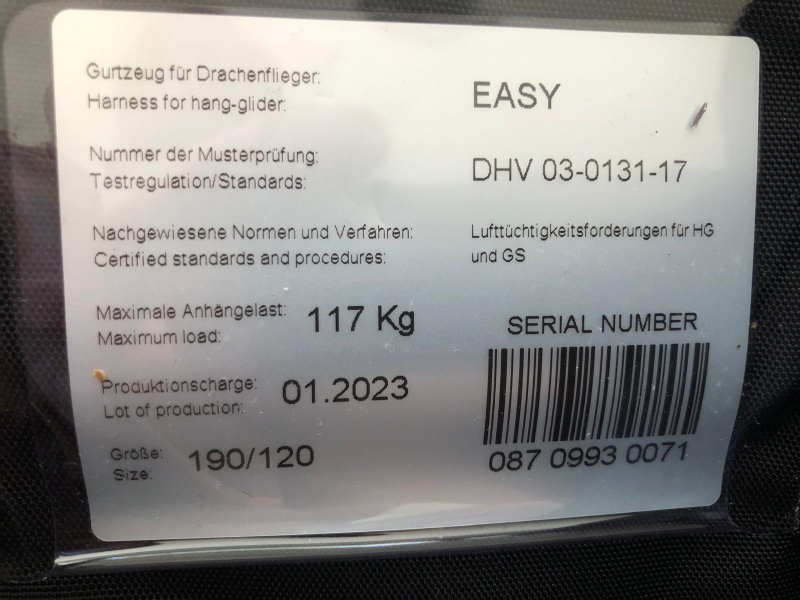 Gurtzeug für Drachenflieger:
Harness for hang-glider:
EASY
Nummer der Musterprüfung:
Testregulation/Standards:
DHV 03-0131-17
Nachgewiesene Normen und Verfahren:
Certified standards and procedures:
Lufttüchtigkeitsforderungen für HG
und GS
Maximale Anhängelast:
Maximum load:
117 Kg
Produktionscharge:
Lot of production:
01.2023
Größe:
Size:
190/120
SERIAL NUMBER
087 0993 0071